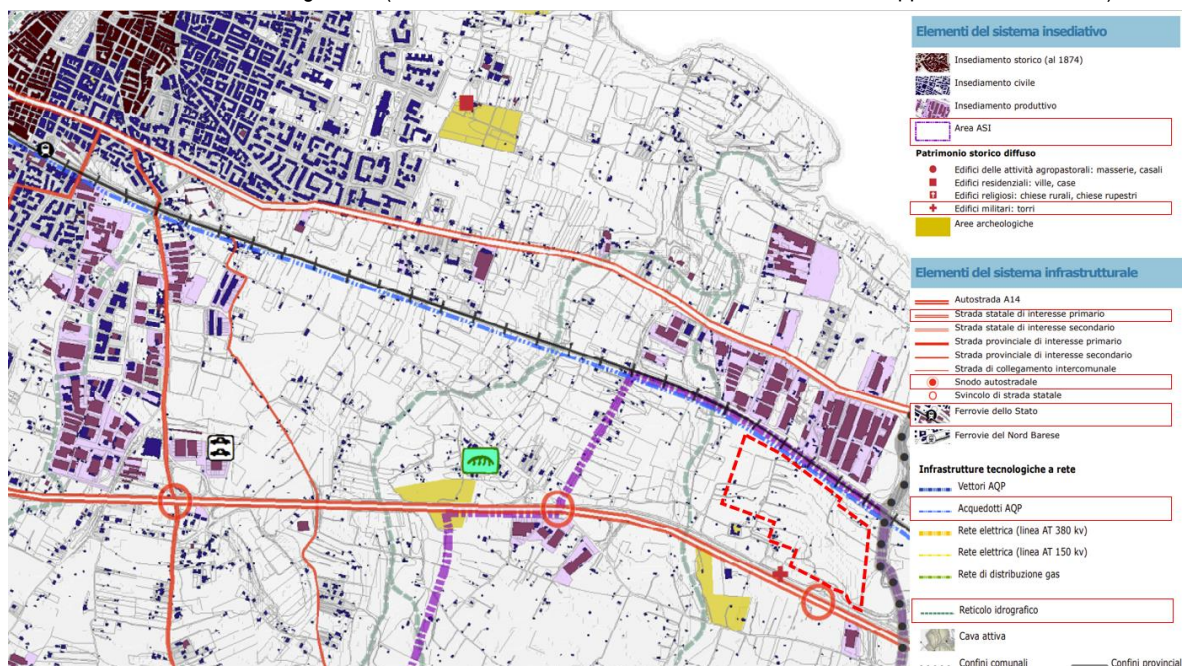 Elementi del sistema insediativo
Insediamento storico (al 1874)
Insediamento civile
Insediamento produttivo
Area ASI
Patrimonio storico diffuso
Edifici delle attività agropastorali: masserie, casali
Edifici residenziali: ville, case
Edifici religiosi: chiese rurali, chiese rupestri
Edifici militari: torri
Aree archeologiche
Elementi del sistema infrastrutturale
Autostrada A14
Strada statale di interesse primario
Strada statale di interesse secondario
Strada provinciale di interesse primario
Strada provinciale di interesse secondario
Strada di collegamento intercomunale
Snodo autostradale
Svincolo di strada statale
Ferrovie dello Stato
Ferrovie del Nord Barese
Infrastrutture tecnologiche a rete
Vettori AQP
Acquedotti AQP
Rete elettrica (linea AT 380 kv)
Rete elettrica (linea AT 150 kv)
Rete di distribuzione gas
Reticolo idrografico
Cava attiva
Confini comunali Confini provinciali